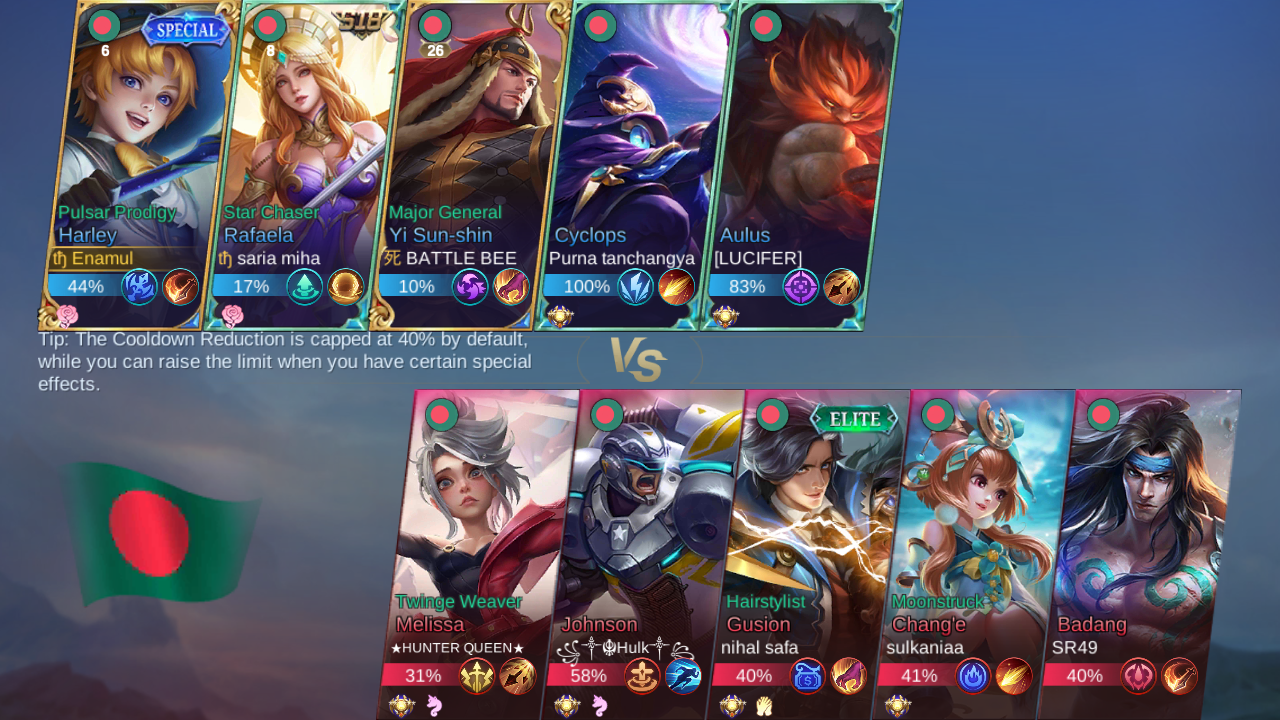 6
SPECIAL
8
S18
26
Pulsar Prodigy
Harley
Enamul
44%
Star Chaser
Rafaela
saria miha
17%
Major General
Yi Sun-shin
死 BATTLE BEE
10%
Cyclops
Purna tanchangya
100%
Aulus
[LUCIFER]
83%
Tip: The Cooldown Reduction is capped at 40% by default,
while you can raise the limit when you have certain special
effects.
VS
ELITE
Twinge Weaver
Melissa
★HUNTER QUEEN★
31%
Johnson
Hulk
58%
Hairstylist
Gusion
nihal safa
40%
Moonstruck
Chang'e
sulkaniaa
41%
Badang
SR49
40%